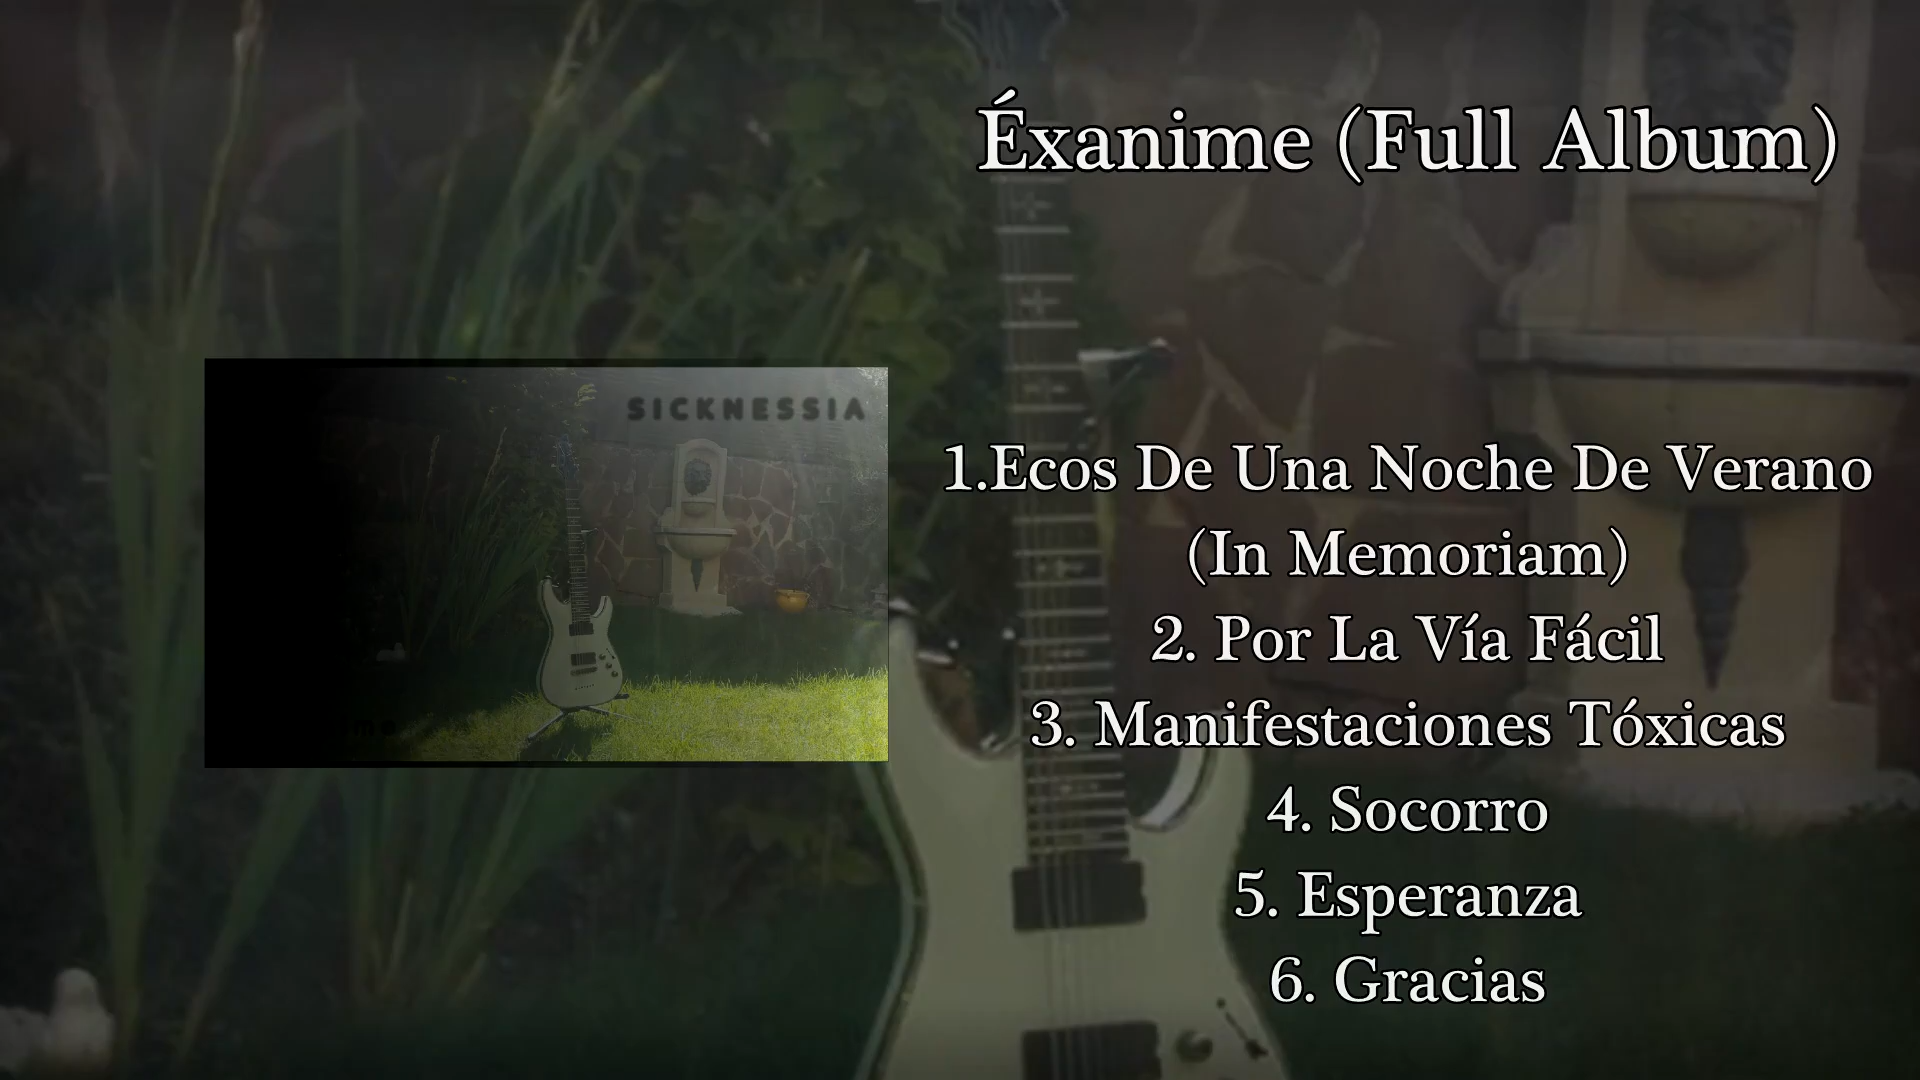 Éxanime (Full Album)
SICKNESSIA
1.Ecos De Una Noche De Verano
(In Memoriam)
2. Por La Vía Fácil
3. Manifestaciones Tóxicas
4. Socorro
5. Esperanza
6. Gracias